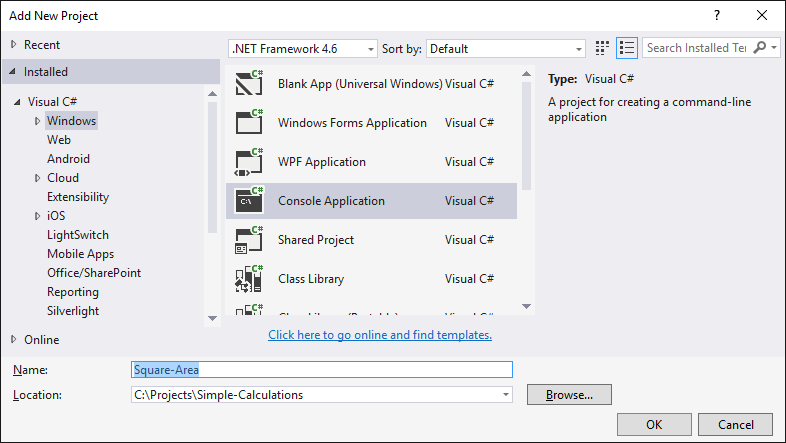 Add New Project
? 
Recent
Installed
Visual C#
Windows
Web
Android
Cloud
Extensibility
iOS
LightSwitch
Mobile Apps
Office/SharePoint
Reporting
Silverlight
Online
.NET Framework 4.6
Sort by: Default
Blank App (Universal Windows) Visual C#
Windows Forms Application Visual C#
WPF Application Visual C#
Console Application Visual C#
Shared Project Visual C#
Class Library Visual C#
Click here to go online and find templates.
Search Installed Te
Type: Visual C#
A project for creating a command-line
application
Name: Square-Area
Location: C:\Projects\Simple-Calculations
Browse...
OK Cancel